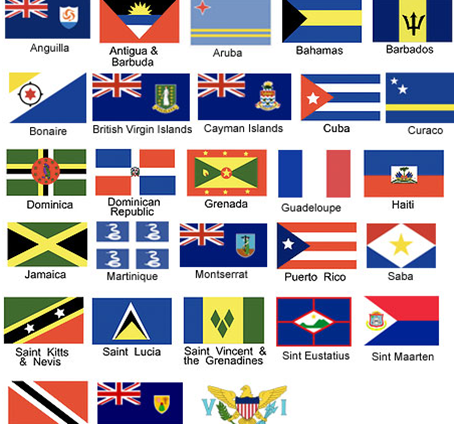 Anguilla
Antigua &
Barbuda
Aruba
Bahamas
Barbados
Bonaire
British Virgin Islands
Cayman Islands
Cuba
Curaco
Dominica
Dominican
Republic
Grenada
Guadeloupe
Haiti
Jamaica
Martinique
Montserrat
Puerto Rico
Saba
Saint Kitts
& Nevis
Saint Lucia
Saint Vincent &
the Grenadines
Sint Eustatius
Sint Maarten
V I